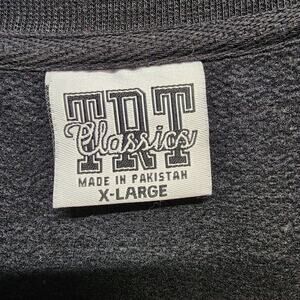 TRT
Classics
MADE IN PAKISTAN
X-LARGE